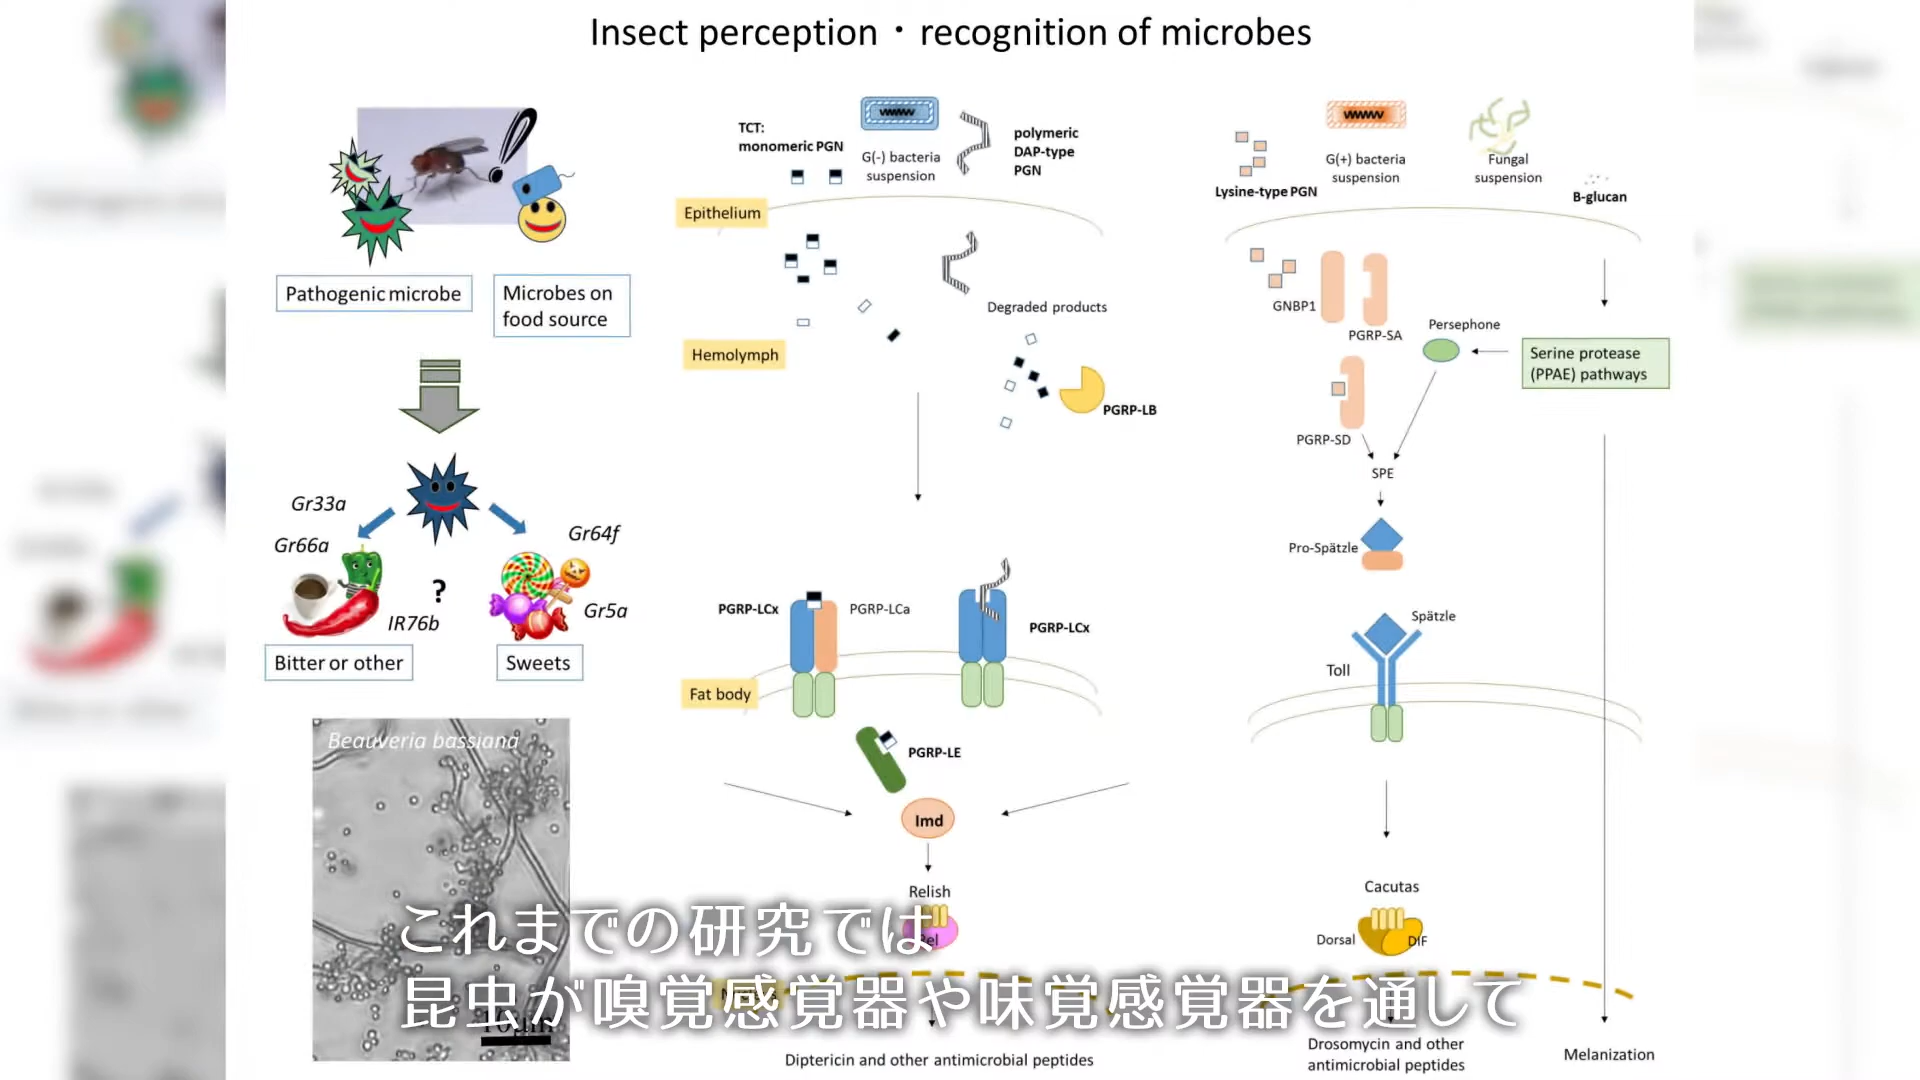 Insect perception・recognition of microbes
Pathogenic microbe
Microbes on
food source
Gr33a
Gr66a
Gr64f
?
Gr5a
IR76b
Bitter or other
Sweets
Beauveria bassiana
10μm
TCT:
monomeric PGN
G(-) bacteria
suspension
polymeric
DAP-type
PGN
Epithelium
Degraded products
Hemolymph
PGRP-LB
PGRP-LCx
PGRP-LCa
PGRP-LCx
Fat body
PGRP-LE
Imd
Relish
Rel
Diptericin and other antimicrobial peptides
Lysine-type PGN
G(+) bacteria
suspension
Fungal
suspension
B-glucan
GNBP1
PGRP-SA
Persephone
Serine protease
(PPAE) pathways
PGRP-SD
SPE
Pro-Spätzle
Spätzle
Toll
Cacutas
Dorsal
DIF
Drosomycin and other
antimicrobial peptides
Melanization
これまでの研究では
昆虫が嗅覚感覚器や味覚感覚器を通して